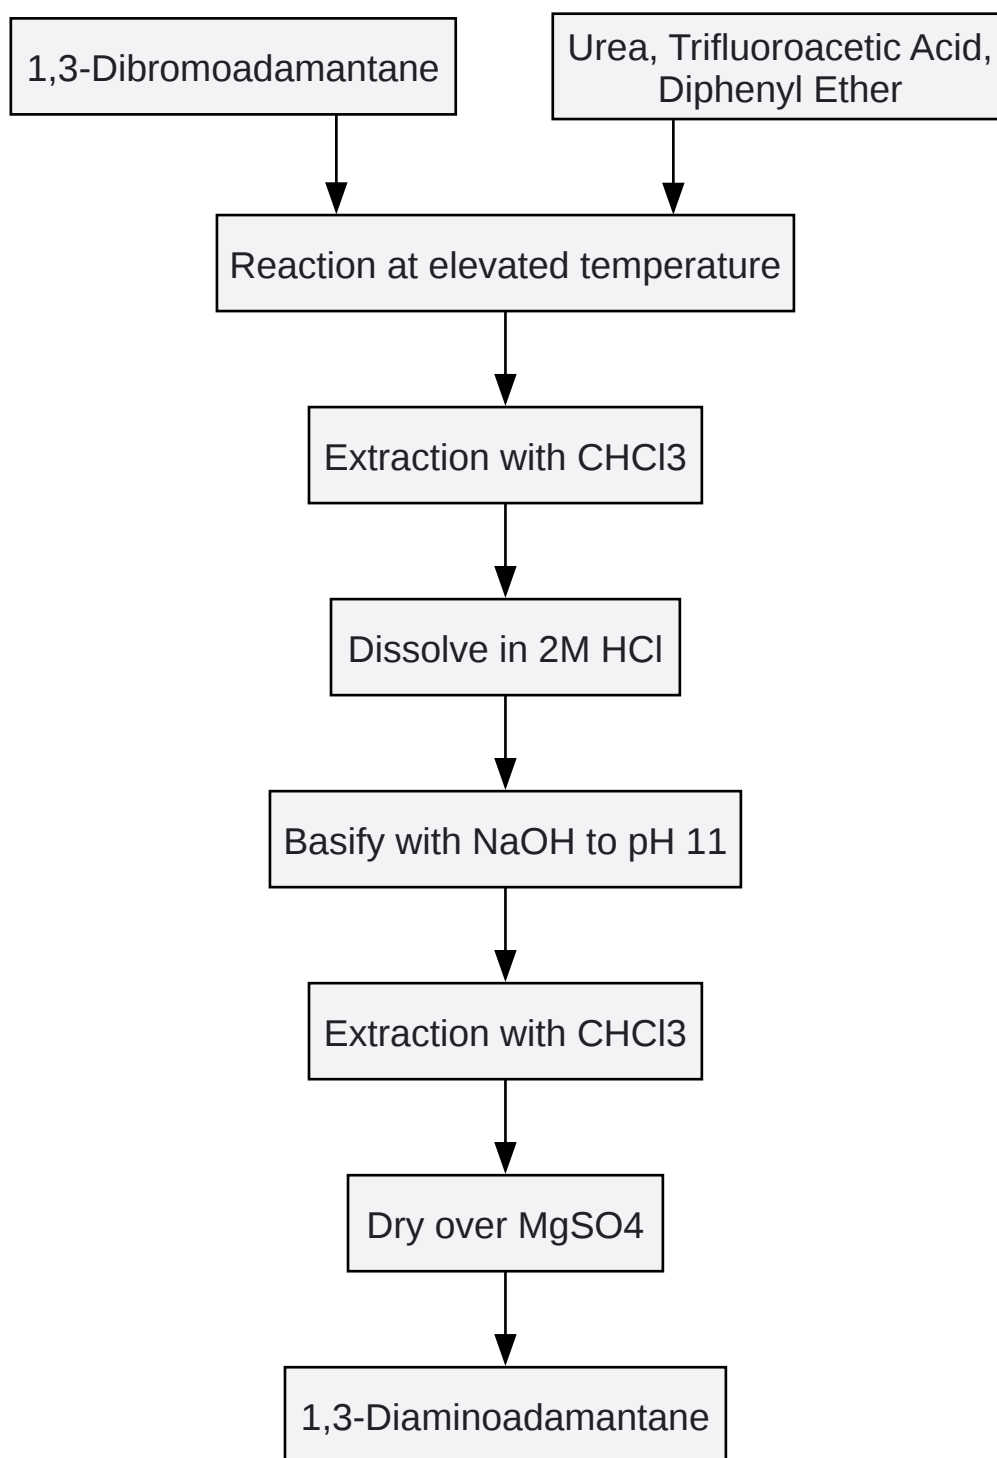 1,3-Dibromoadamantane
Urea, Trifluoroacetic Acid,
Diphenyl Ether
Reaction at elevated temperature
Extraction with CHCl3
Dissolve in 2M HCl
Basify with NaOH to pH 11
Extraction with CHCl3
Dry over MgSO4
1,3-Diaminoadamantane